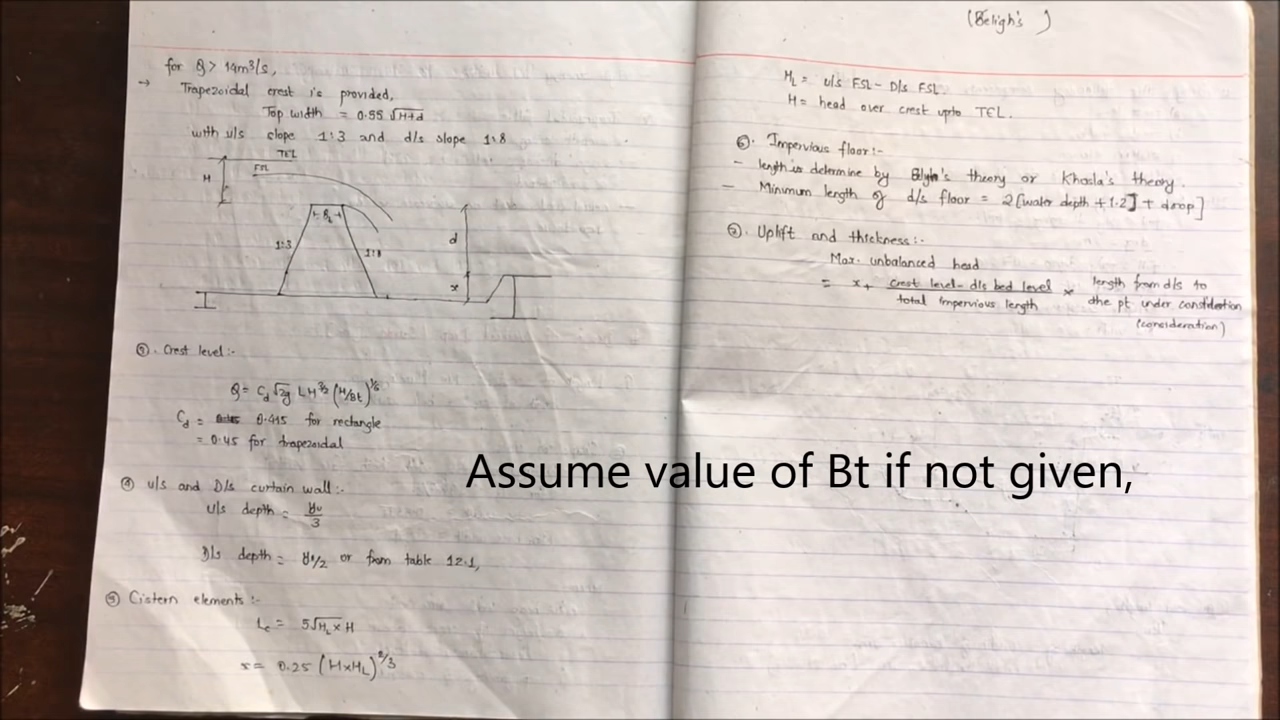 for Q > 14m³/s,
→ Trapezoidal crest is provided,
Top width = 0.55 √H+d
with u/s slope 1:3 and d/s slope 1:8
TEL
FSL
H
Bt
1:3
1:8
d
x
③. Crest level:-
Q = Cd √2g LH^3/2 (H/Bt)^1/6
Cd = 0.415 for rectangle
= 0.45 for trapezoidal
④ u/s and D/s curtain wall:-
u/s depth = yu/3
D/s depth = /2 or from table 12.1,
⑤ Cistern elements :-
Lc = 5√HL x H
x = 0.25 (H x HL)^2/3
(Beligh's )
HL = u/s FSL - D/s FSL
H = head over crest upto TEL.
⑥. Impervious floor:-
- length is determine by Bligh's theory or Khosla's theory.
- Minimum length of d/s floor = 2[water depth + 1.2] + drop]
Uplift and thickness:-
Max. unbalanced head
= x + crest level - d/s bed level / total impervious length x length from d/s to the pt under consideration
(consideration)
Assume value of Bt if not given,